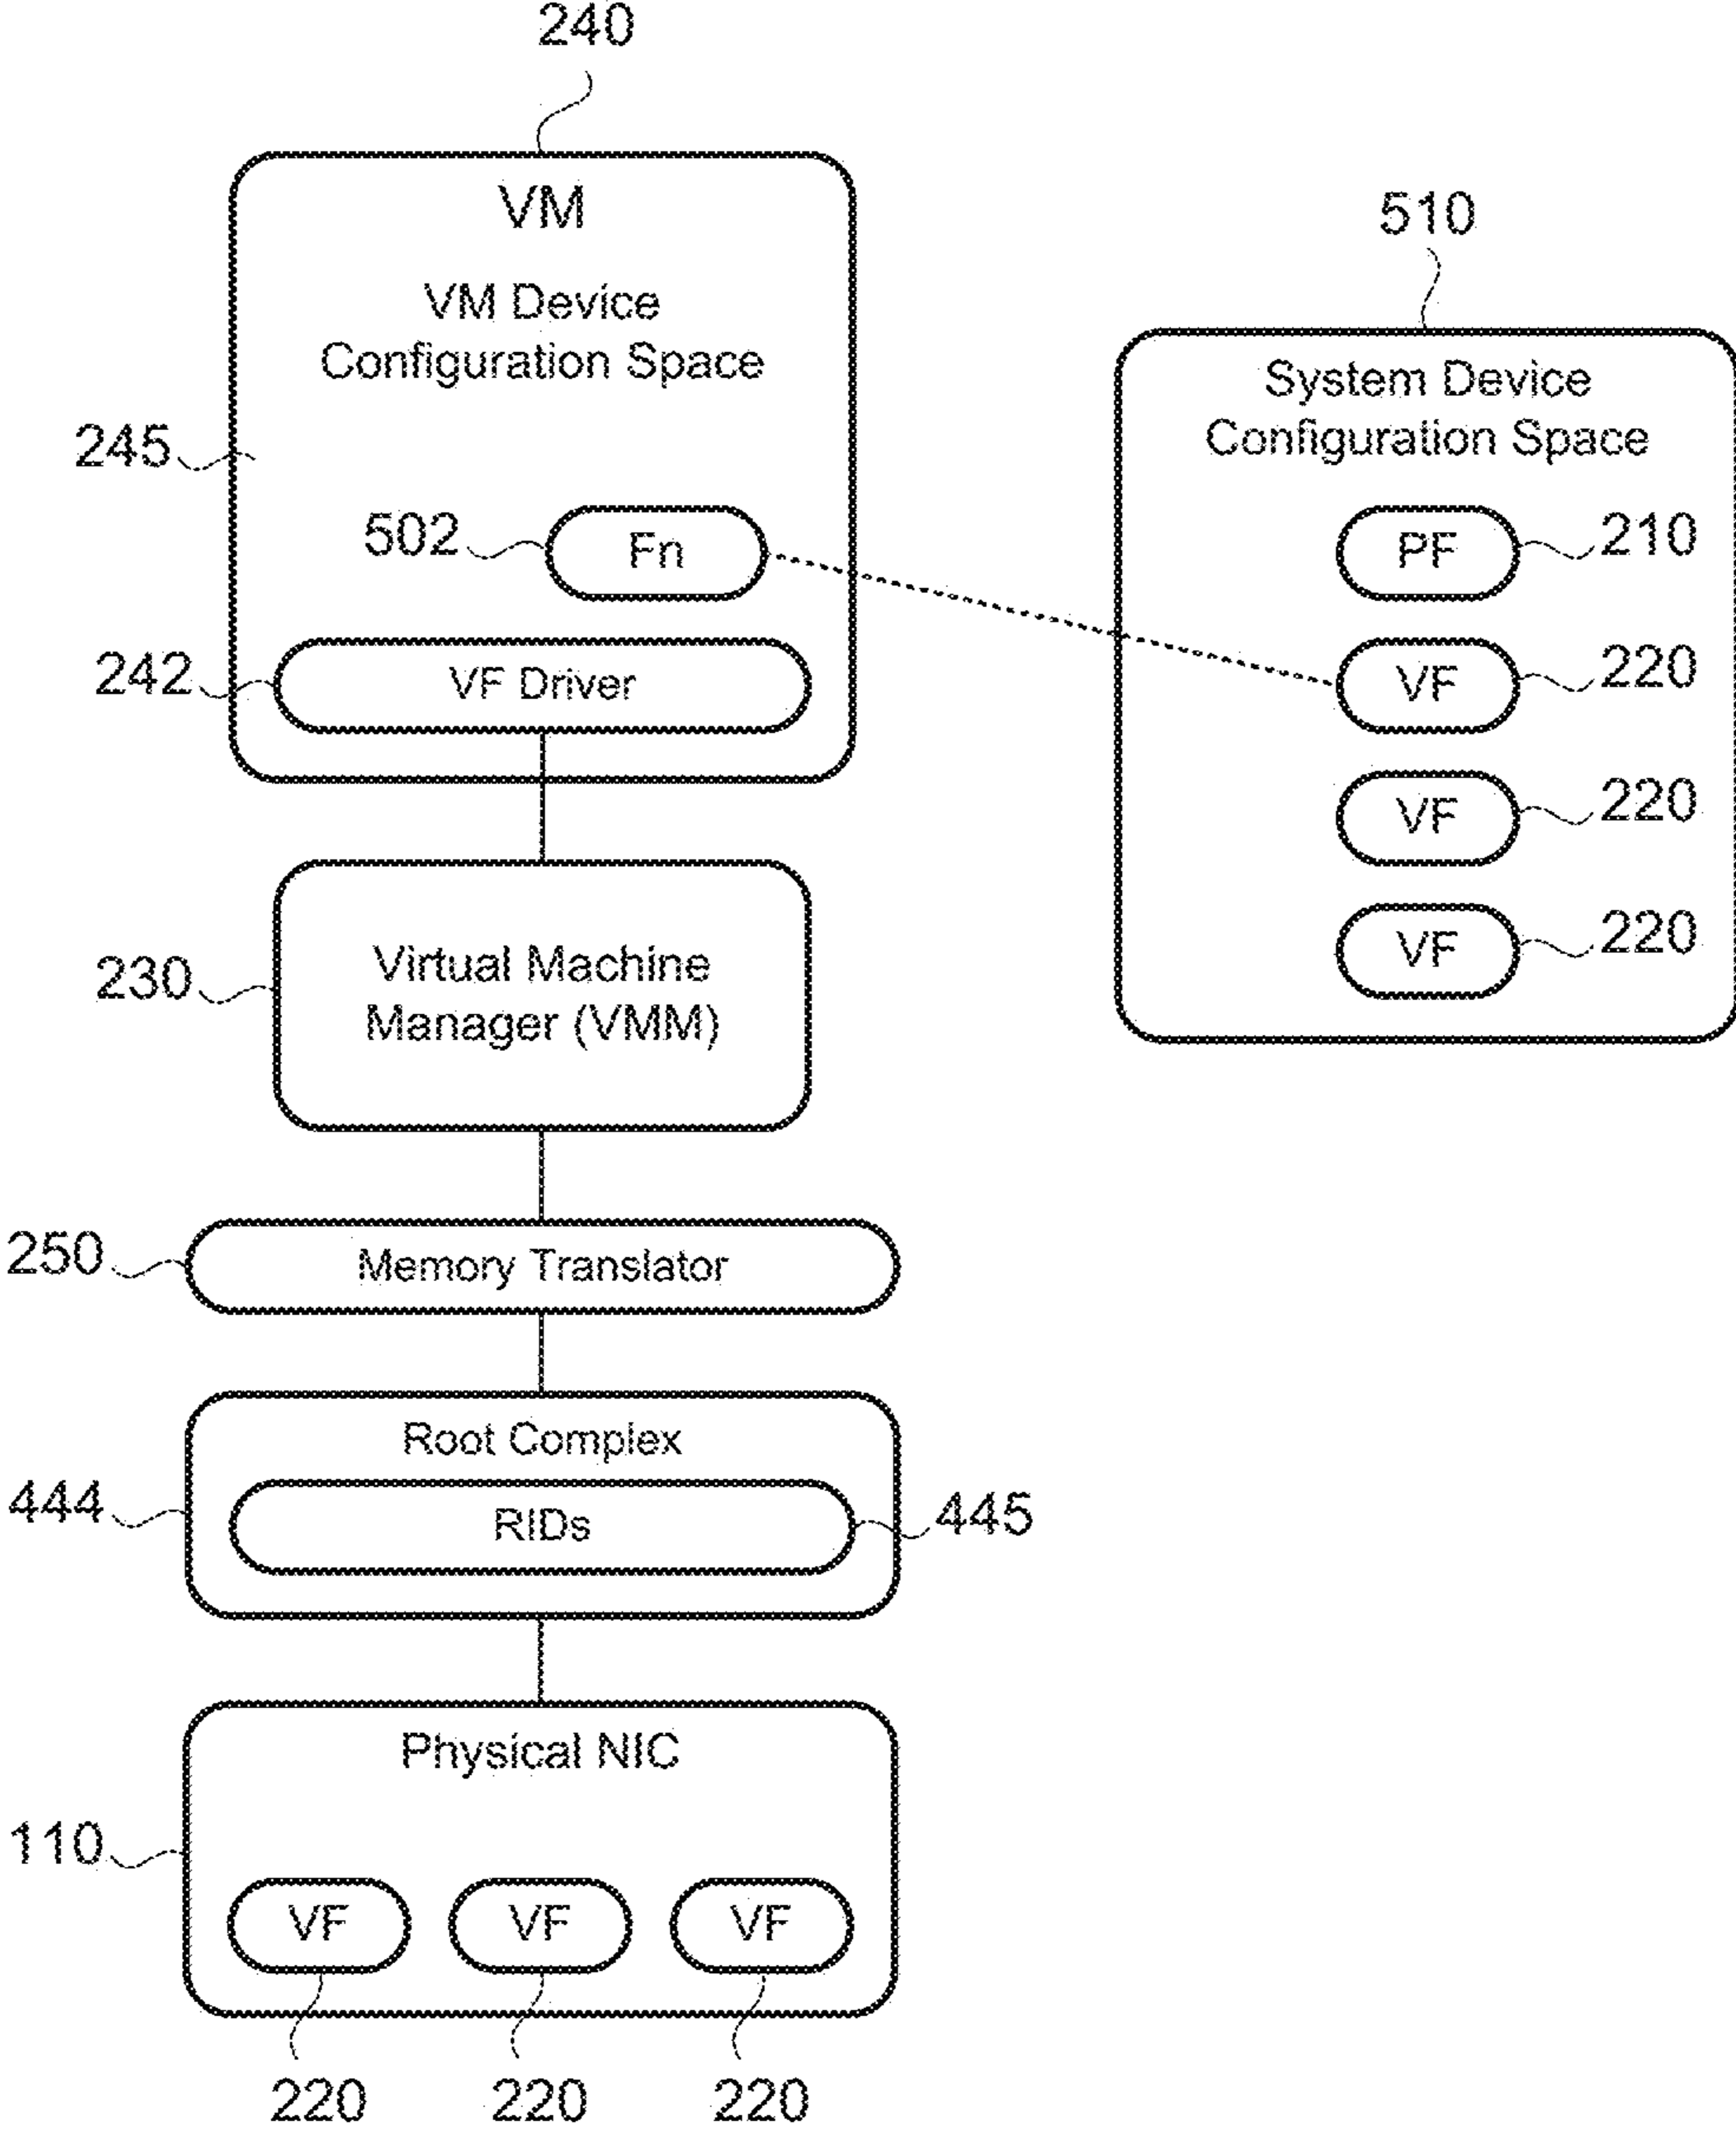 240
VM
VM Device
Configuration Space
245
502
Fn
242
VF Driver
510
System Device
Configuration Space
PF
210
VF
220
VF
220
VF
220
230
Virtual Machine
Manager (VMM)
250
Memory Translator
Root Complex
444
RIDs
445
Physical NIC
110
VF
VF
VF
220
220
220